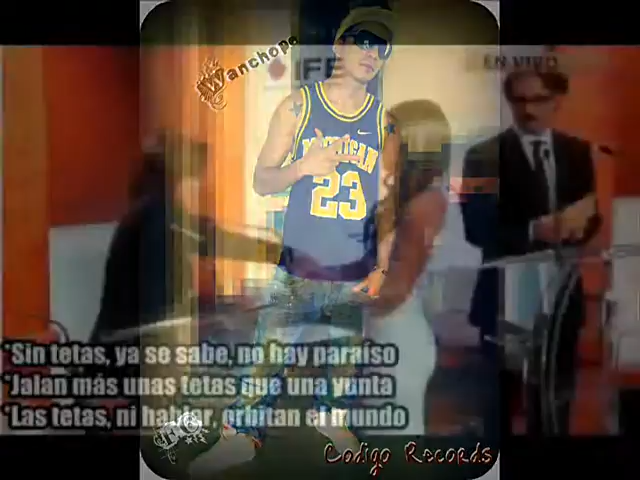 Wanchope
IFE
EN VIVO
MICHIGAN
23
"Sin tetas, ya se sabe, no hay paraíso
"Jalan más unas tetas que una yunta
"Las tetas, ni hablar, orbitan el mundo
Codigo Records